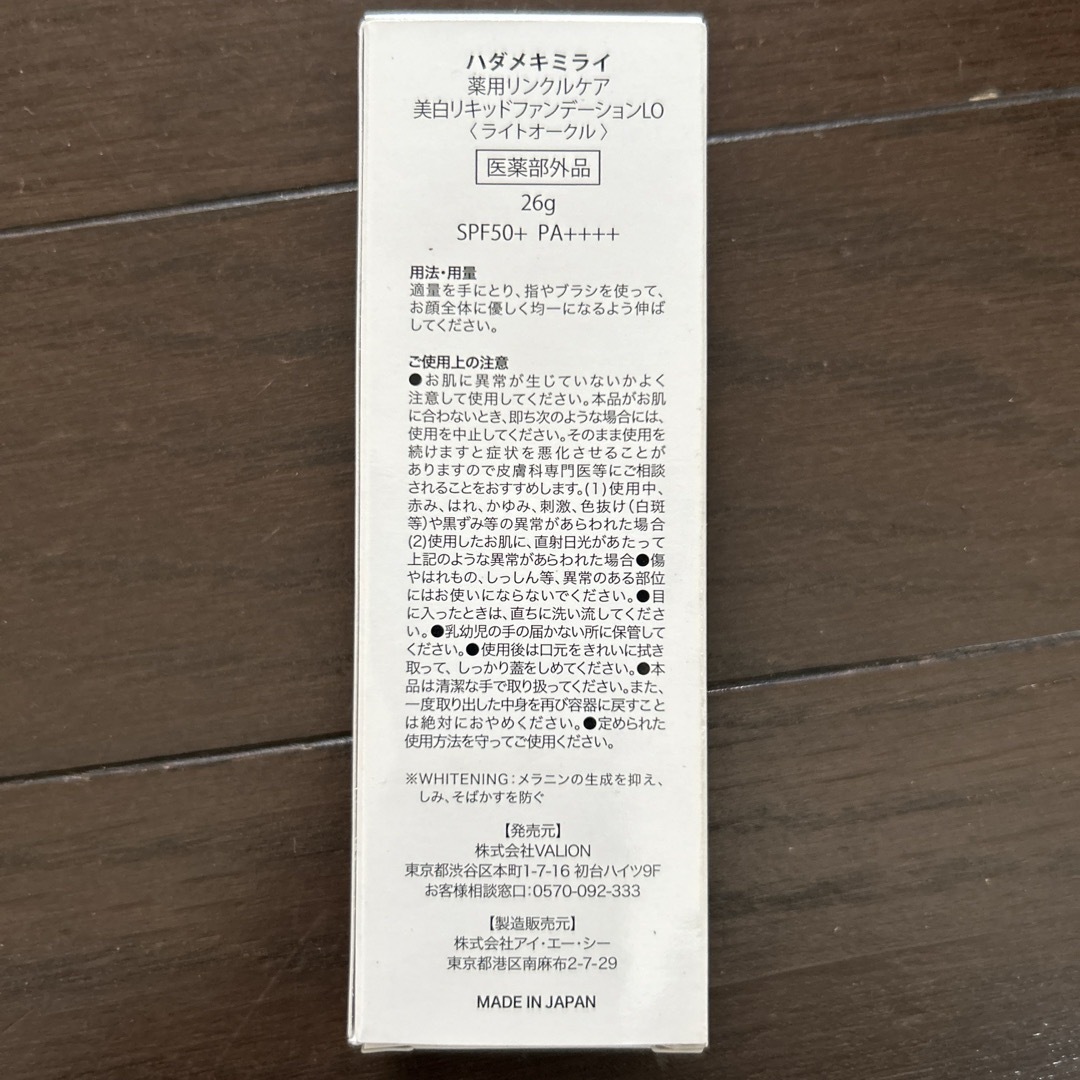 ハダメキミライ
薬用リンクルケア
美白リキッドファンデーションLO
〈ライトオークル〉
医薬部外品
26g
SPF50+ PA++++
用法・用量
適量を手にとり、指やブラシを使って、
お顔全体に優しく均一になるよう伸ば
してください。
ご使用上の注意
●お肌に異常が生じていないかよく
注意して使用してください。本品がお肌
に合わないとき、即ち次のような場合には、
使用を中止してください。そのまま使用を
続けますと症状を悪化させることが
ありますので皮膚科専門医等にご相談
されることをおすすめします。(1)使用中、
赤み、はれ、かゆみ、刺激、色抜け(白斑
等)や黒ずみ等の異常があらわれた場合
(2)使用したお肌に、直射日光があたって
上記のような異常があらわれた場合●傷
やはれもの、しっしん等、異常のある部位
にはお使いにならないでください。●目
に入ったときは、直ちに洗い流してくださ
い。●乳幼児の手の届かない所に保管して
ください。●使用後は口元をきれいに拭き
取って、しっかり蓋をしめてください。●本
品は清潔な手で取り扱ってください。また、
一度取り出した中身を再び容器に戻すこと
は絶対におやめください。●定められた
使用方法を守ってご使用ください。
※WHITENING:メラニンの生成を抑え、
しみ、そばかすを防ぐ
【発売元】
株式会社VALION
東京都渋谷区本町1-7-16 初台ハイツ9F
お客様相談窓口:0570-092-333
【製造販売元】
株式会社アイ・エー・シー
東京都港区南麻布2-7-29
MADE IN JAPAN